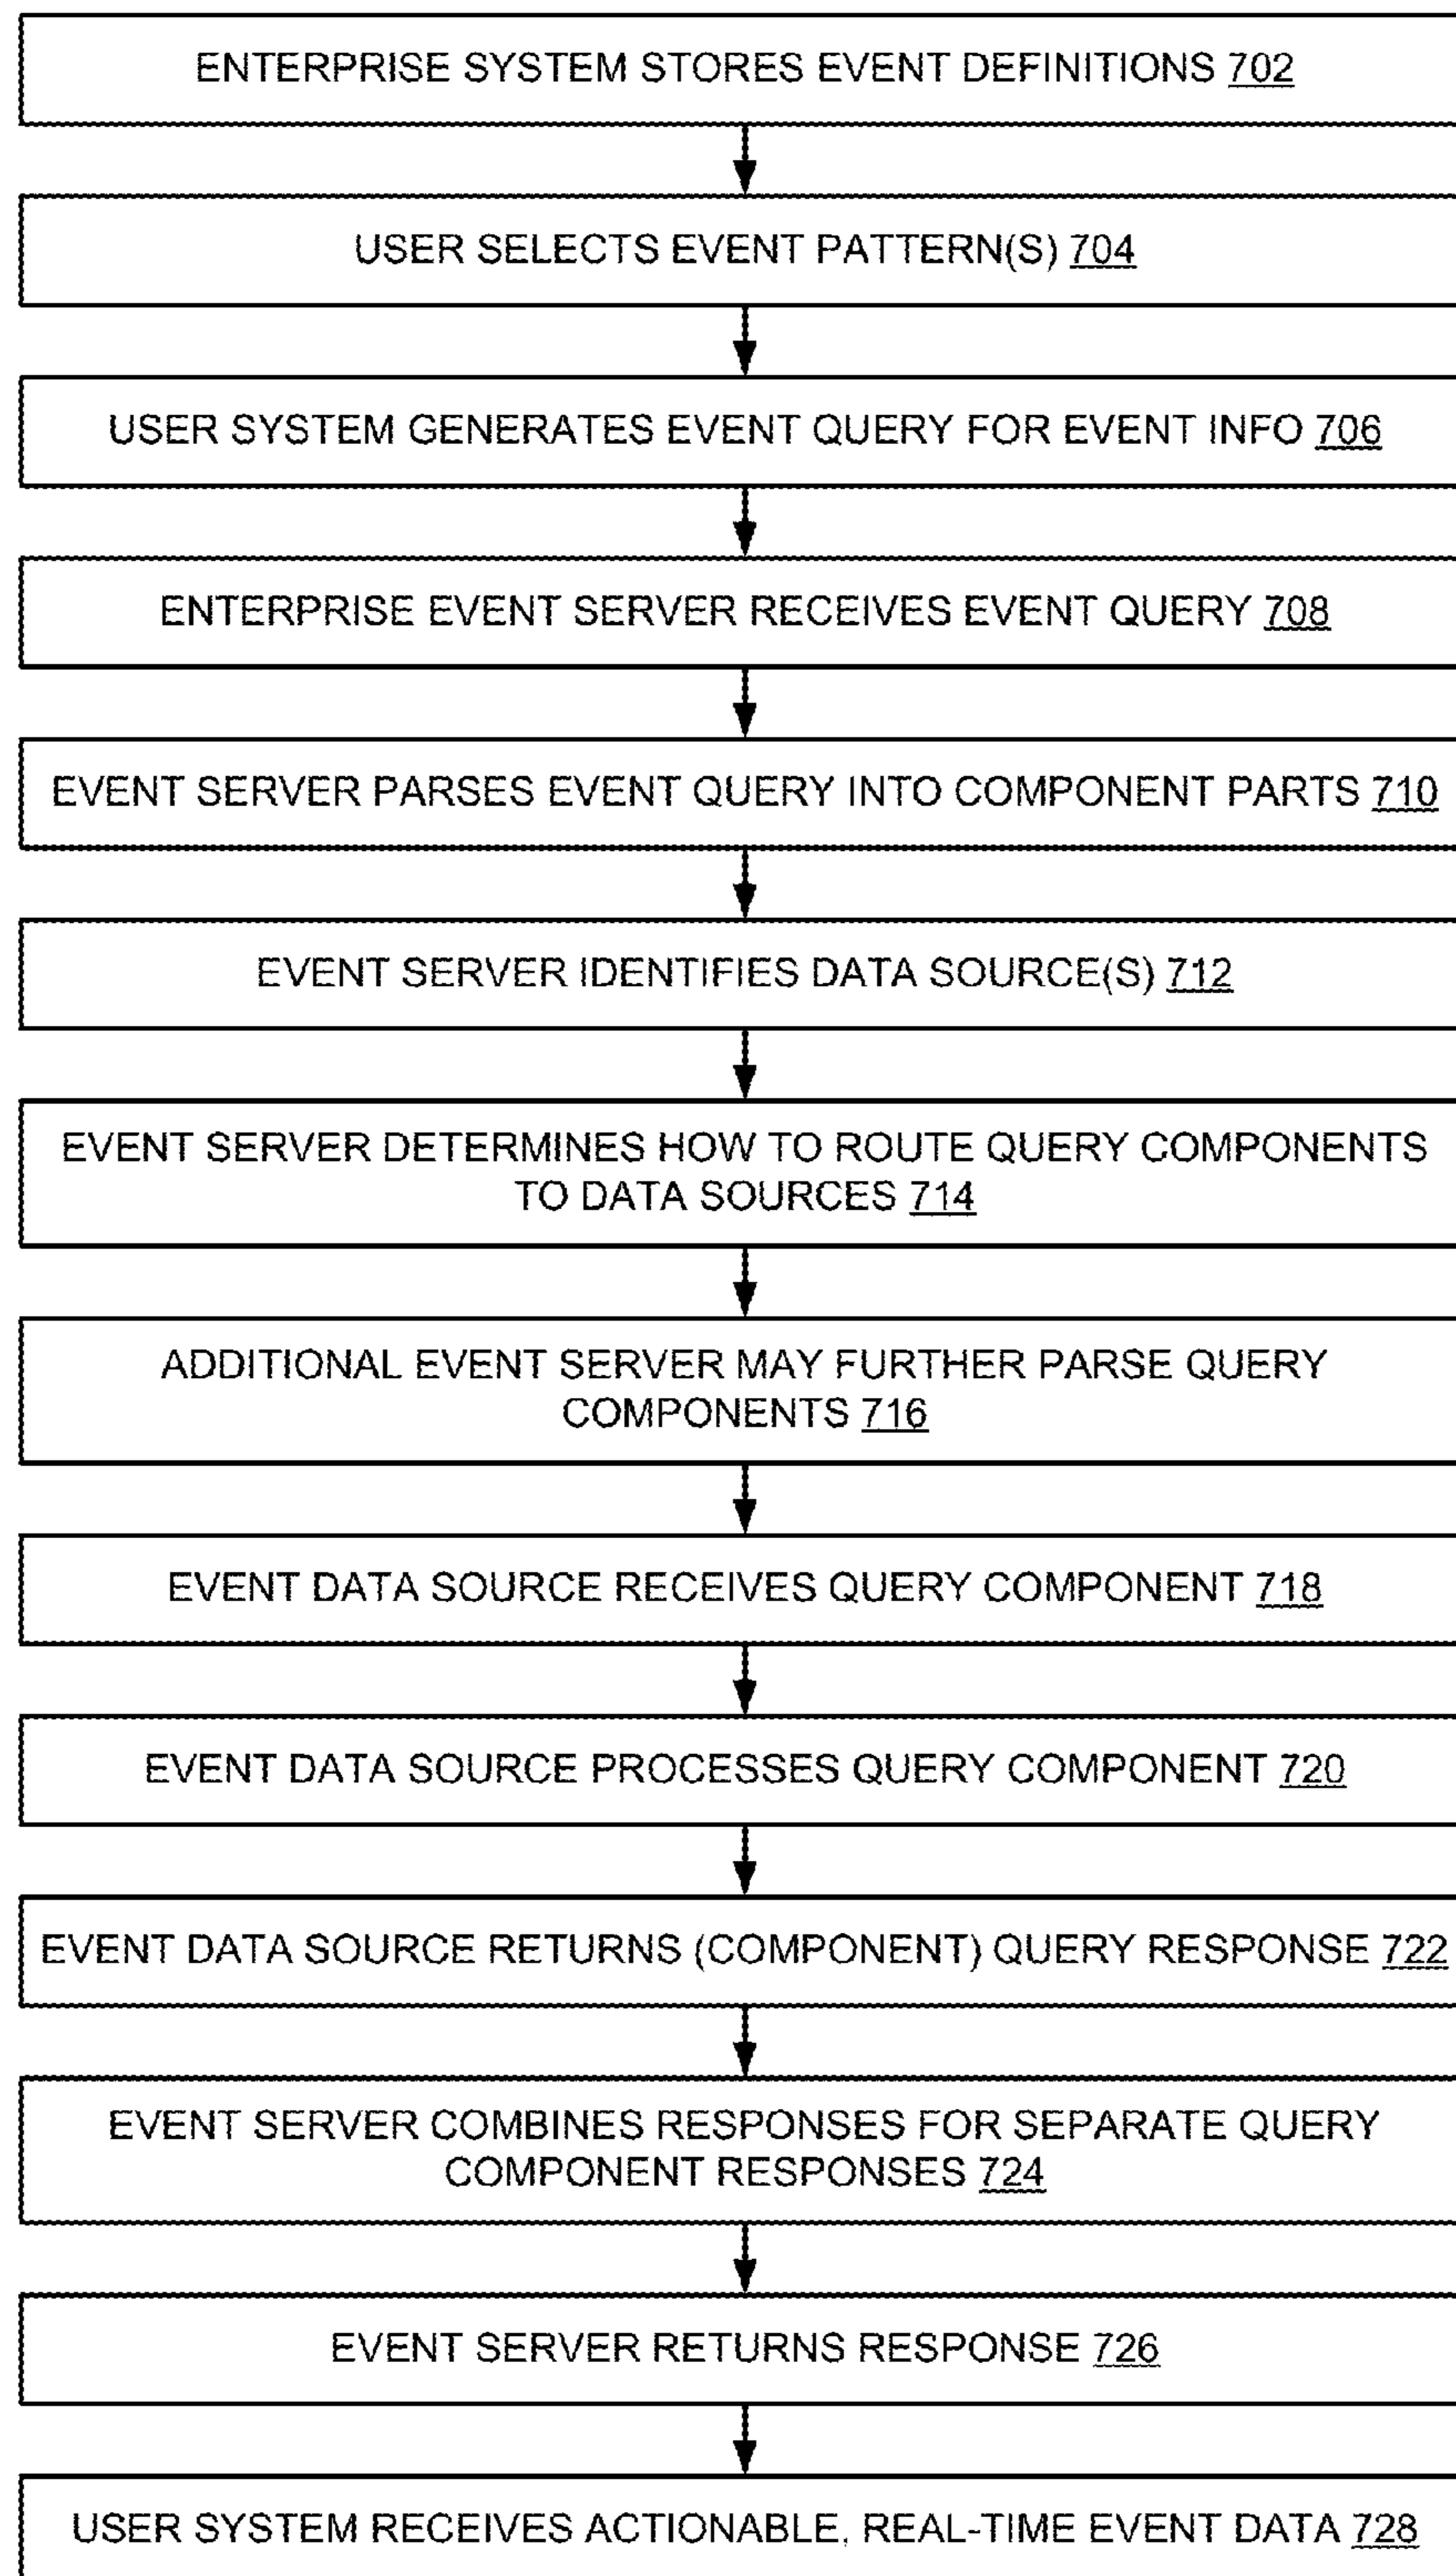 ENTERPRISE SYSTEM STORES EVENT DEFINITIONS 702
USER SELECTS EVENT PATTERN(S) 704
USER SYSTEM GENERATES EVENT QUERY FOR EVENT INFO 706
ENTERPRISE EVENT SERVER RECEIVES EVENT QUERY 708
EVENT SERVER PARSES EVENT QUERY INTO COMPONENT PARTS 710
EVENT SERVER IDENTIFIES DATA SOURCE(S) 712
EVENT SERVER DETERMINES HOW TO ROUTE QUERY COMPONENTS
TO DATA SOURCES 714
ADDITIONAL EVENT SERVER MAY FURTHER PARSE QUERY
COMPONENTS 716
EVENT DATA SOURCE RECEIVES QUERY COMPONENT 718
EVENT DATA SOURCE PROCESSES QUERY COMPONENT 720
EVENT DATA SOURCE RETURNS (COMPONENT) QUERY RESPONSE 722
EVENT SERVER COMBINES RESPONSES FOR SEPARATE QUERY
COMPONENT RESPONSES 724
EVENT SERVER RETURNS RESPONSE 726
USER SYSTEM RECEIVES ACTIONABLE, REAL-TIME EVENT DATA 728